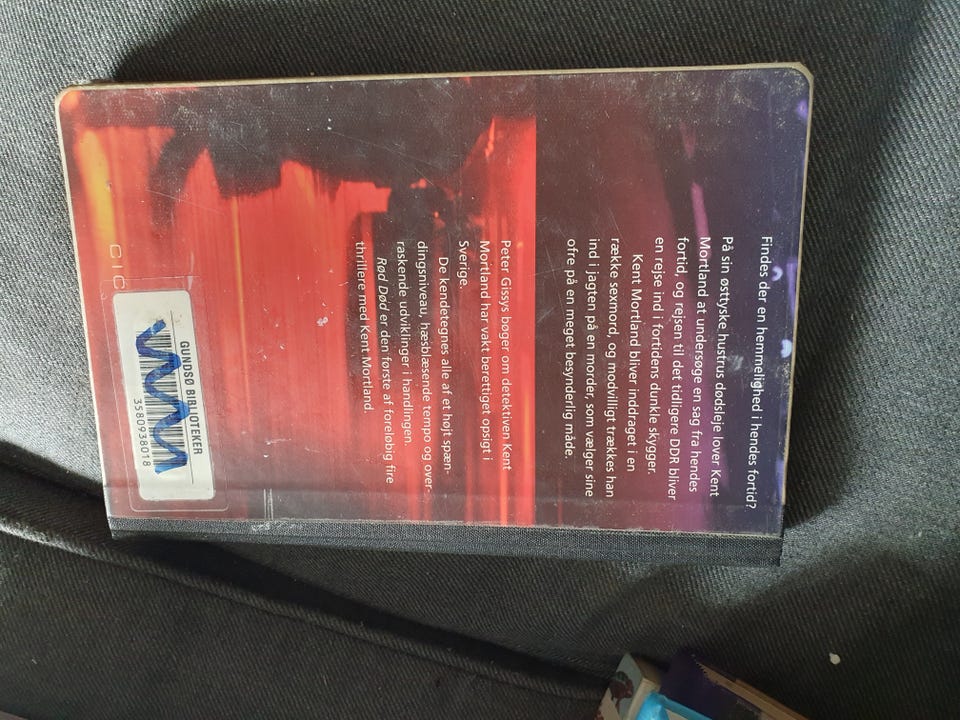 Findes der en hemmelighed i hendes fortid?
På sin østtyske hustrus dødsleje lover Kent
Mortland at undersøge en sag fra hendes
fortid, og rejsen til det tidligere DDR bliver
en rejse ind i fortidens dunkle skygger.
Kent Mortland bliver inddraget i en
række sexmord, og modvilligt trækkes han
ind i jagten på en morder, som vælger sine
ofre på en meget besynderlig måde.
Peter Gissys bøger om detektiven Kent
Mortland har vakt berettiget opsigt i
Sverige.
De kendetegnes alle af et højt spæn-
dingsniveau, hæsblæsende tempo og over-
raskende udviklinger i handlingen.
Rød Død er den første af foreløbig fire
thrillere med Kent Mortland.
GUNDSØ BIBLIOTEKER
3580938018